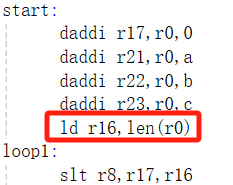 start:
daddi r17,r0,0
daddi r21,r0,a
daddi r22,r0,b
daddi r23,r0,c
ld r16,len(r0)
loop1:
slt r8,r17,r16